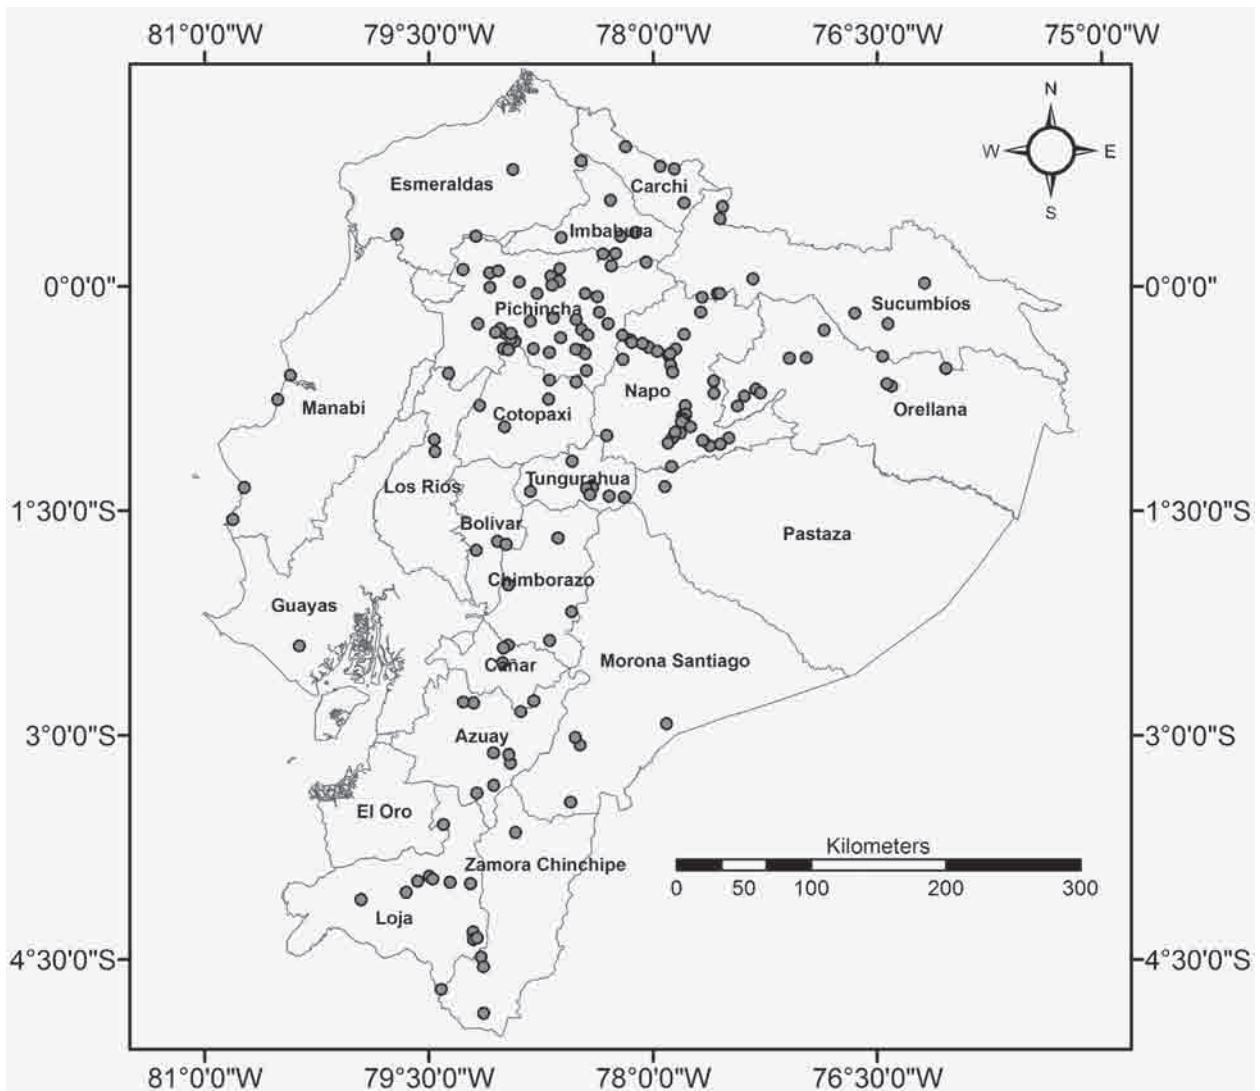 81°0'0"W 79°30'0"W 78°0'0"W 76°30'0"W 75°0'0"W
N
W E
S
Esmeraldas
Carchi
Imbabura
0°0'0"
0°0'0"
Sucumbíos
Pichincha
Napo
Manabi
Cotopaxi
Orellana
Tungurahua
Los Rios
1°30'0"S
1°30'0"S
Bolívar
Pastaza
Chimborazo
Guayas
Cañar
Morona Santiago
3°0'0"S
3°0'0"S
Azuay
El Oro
Kilometers
Zamora Chinchipe
0 50 100 200 300
Loja
4°30'0"S
4°30'0"S
81°0'0"W 79°30'0"W 78°0'0"W 76°30'0"W